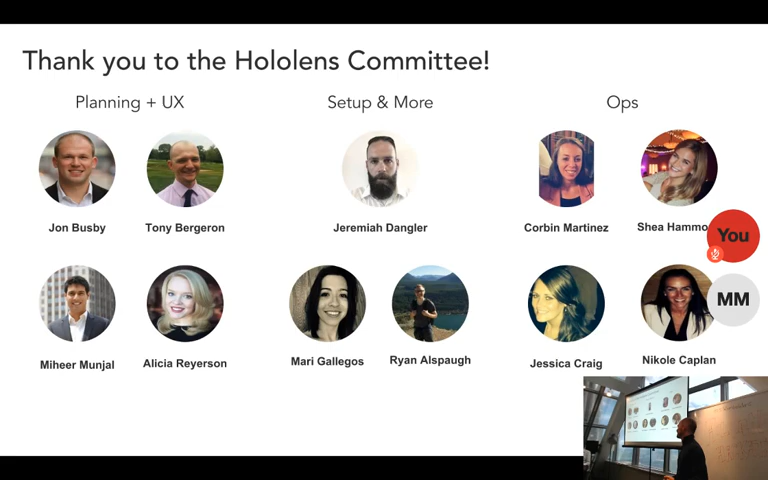 Thank you to the Hololens Committee!
Planning + UX
Setup & More
Ops
Jon Busby
Tony Bergeron
Jeremiah Dangler
Corbin Martinez
Shea Hammo
You
MM
Miheer Munjal
Alicia Reyerson
Mari Gallegos
Ryan Alspaugh
Jessica Craig
Nikole Caplan